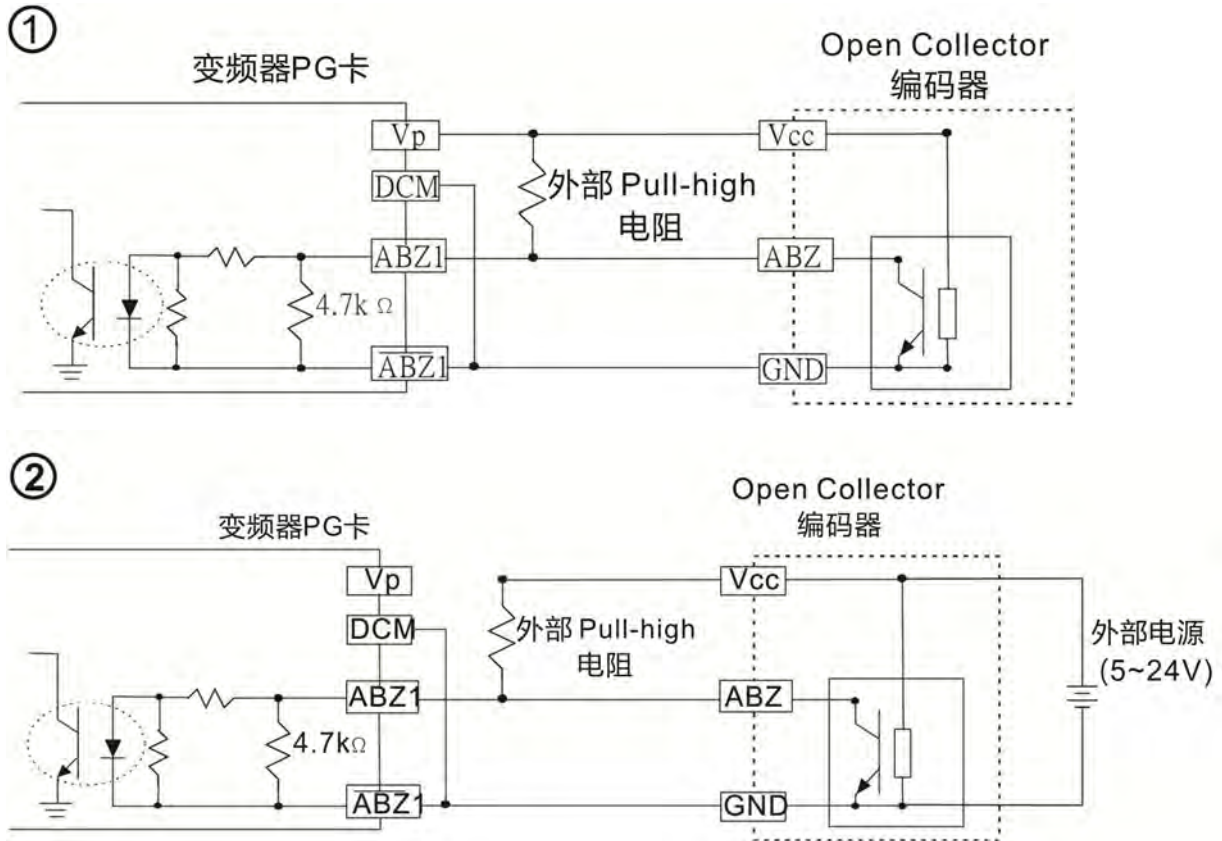 ①
变频器PG卡
Open Collector
编码器
Vp
Vcc
DCM
外部 Pull-high
电阻
ABZ1
ABZ
4.7k Ω
ABZ1
GND
②
变频器PG卡
Open Collector
编码器
Vp
Vcc
DCM
外部 Pull-high
电阻
外部电源
(5~24V)
ABZ1
ABZ
4.7kΩ
ABZ1
GND